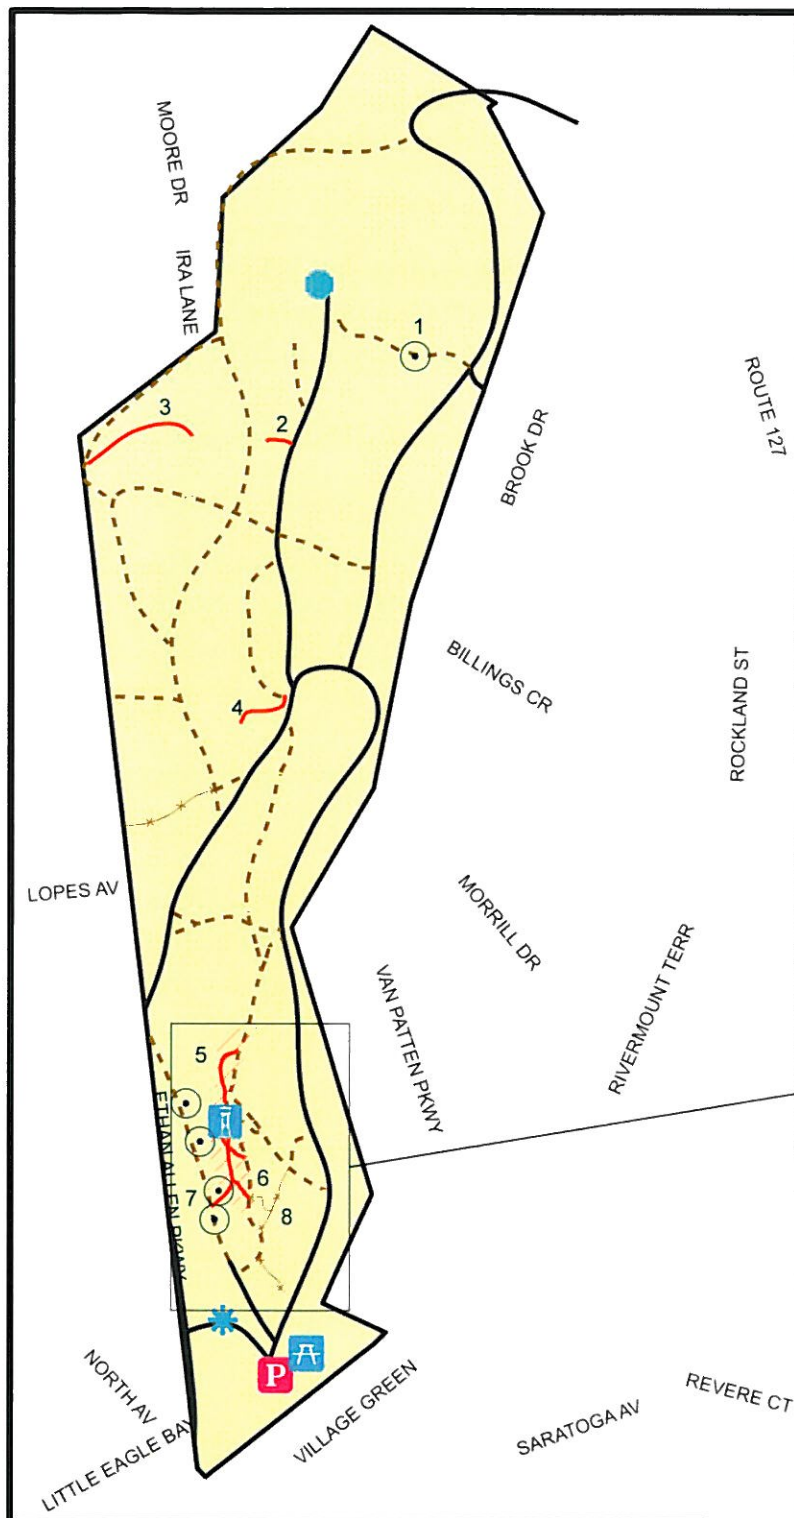 MOORE DR
IRA LANE
1
ROUTE 127
3
2
BROOK DR
BILLINGS CR
ROCKLAND ST
4
LOPES AV
MORRILL DR
VAN PATTEN PKWY
RIVERMOUNT TERR
5
ETHAN ALLEN PKWY
6
7
8
P
NORTH AV
LITTLE EAGLE BAY
VILLAGE GREEN
SARATOGA AV
REVERE CT